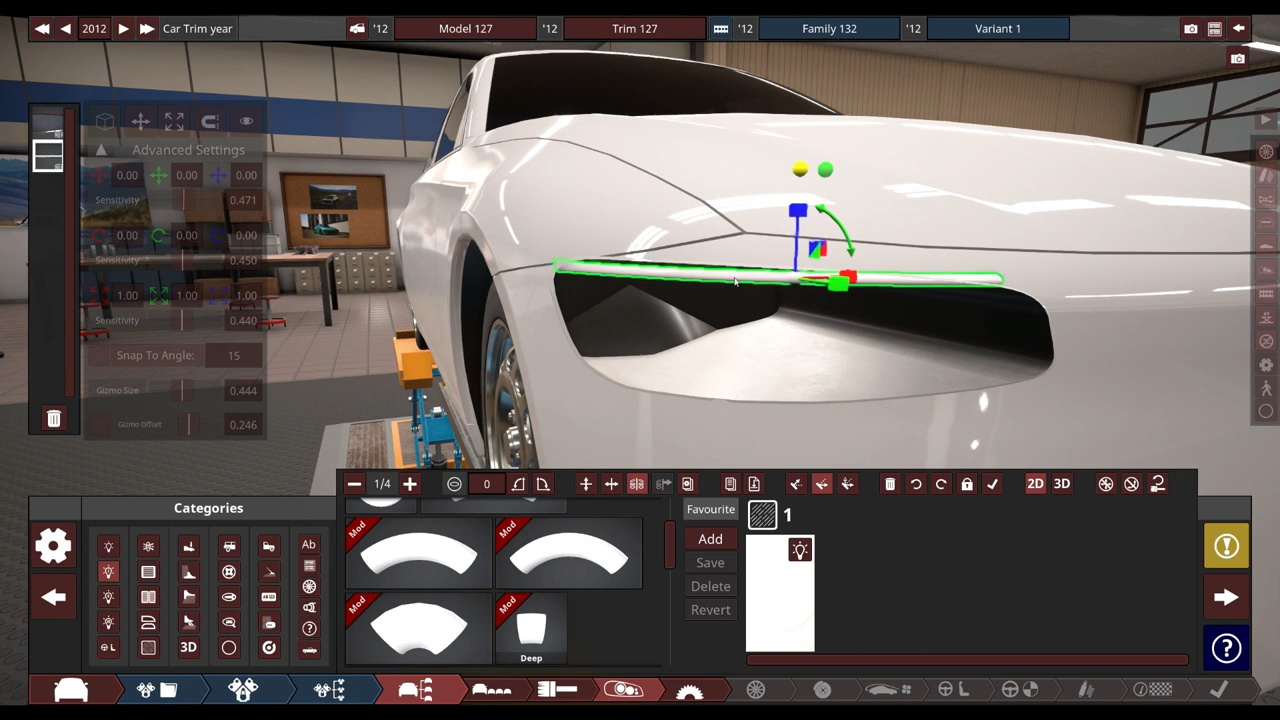 2012 Car Trim year '12 Model 127 '12 Trim 127 '12 Family 132 '12 Variant 1
Advanced Settings
0.00 0.00 0.00
Sensitivity 0.471
0.00 0.00 0.00
Sensitivity 0.450
1.00 1.00 1.00
Sensitivity 0.440
Snap To Angle: 15
Gizmo Size 0.444
Gizmo Offset 0.246
1/4 0 2D 3D
Categories
Ab
3D
Mod Mod
Mod Mod
Deep
Favourite
Add
Save
Delete
Revert
1